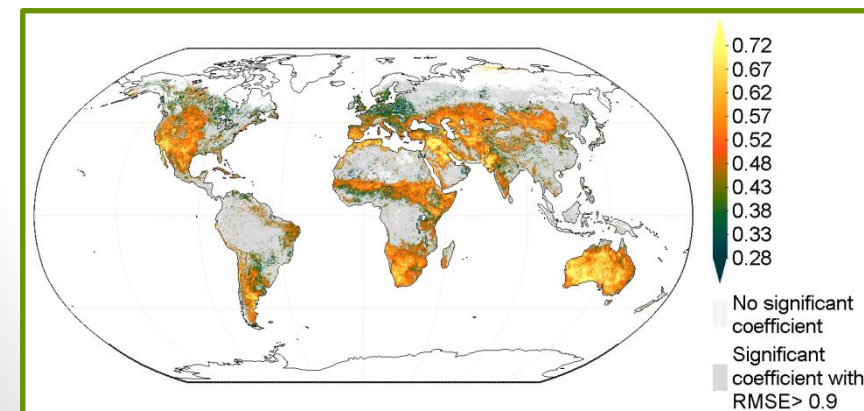 0.72
0.67
0.62
0.57
0.52
0.48
0.43
0.38
0.33
0.28
No significant
coefficient
Significant
coefficient with
RMSE> 0.9